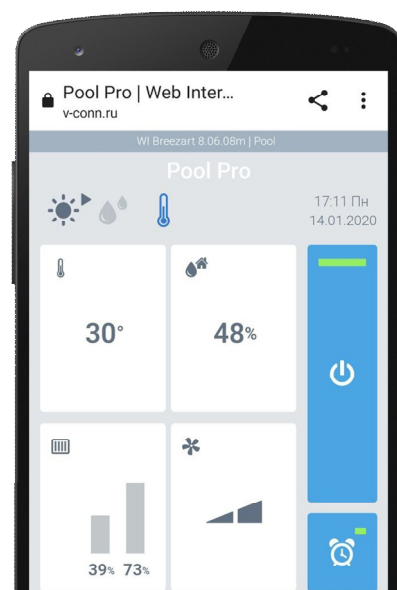 Pool Pro | Web Inter...
v-conn.ru
WI Breezart 8.06.08m | Pool
Pool Pro
17:11 Пн
14.01.2020
30°
48%
39% 73%